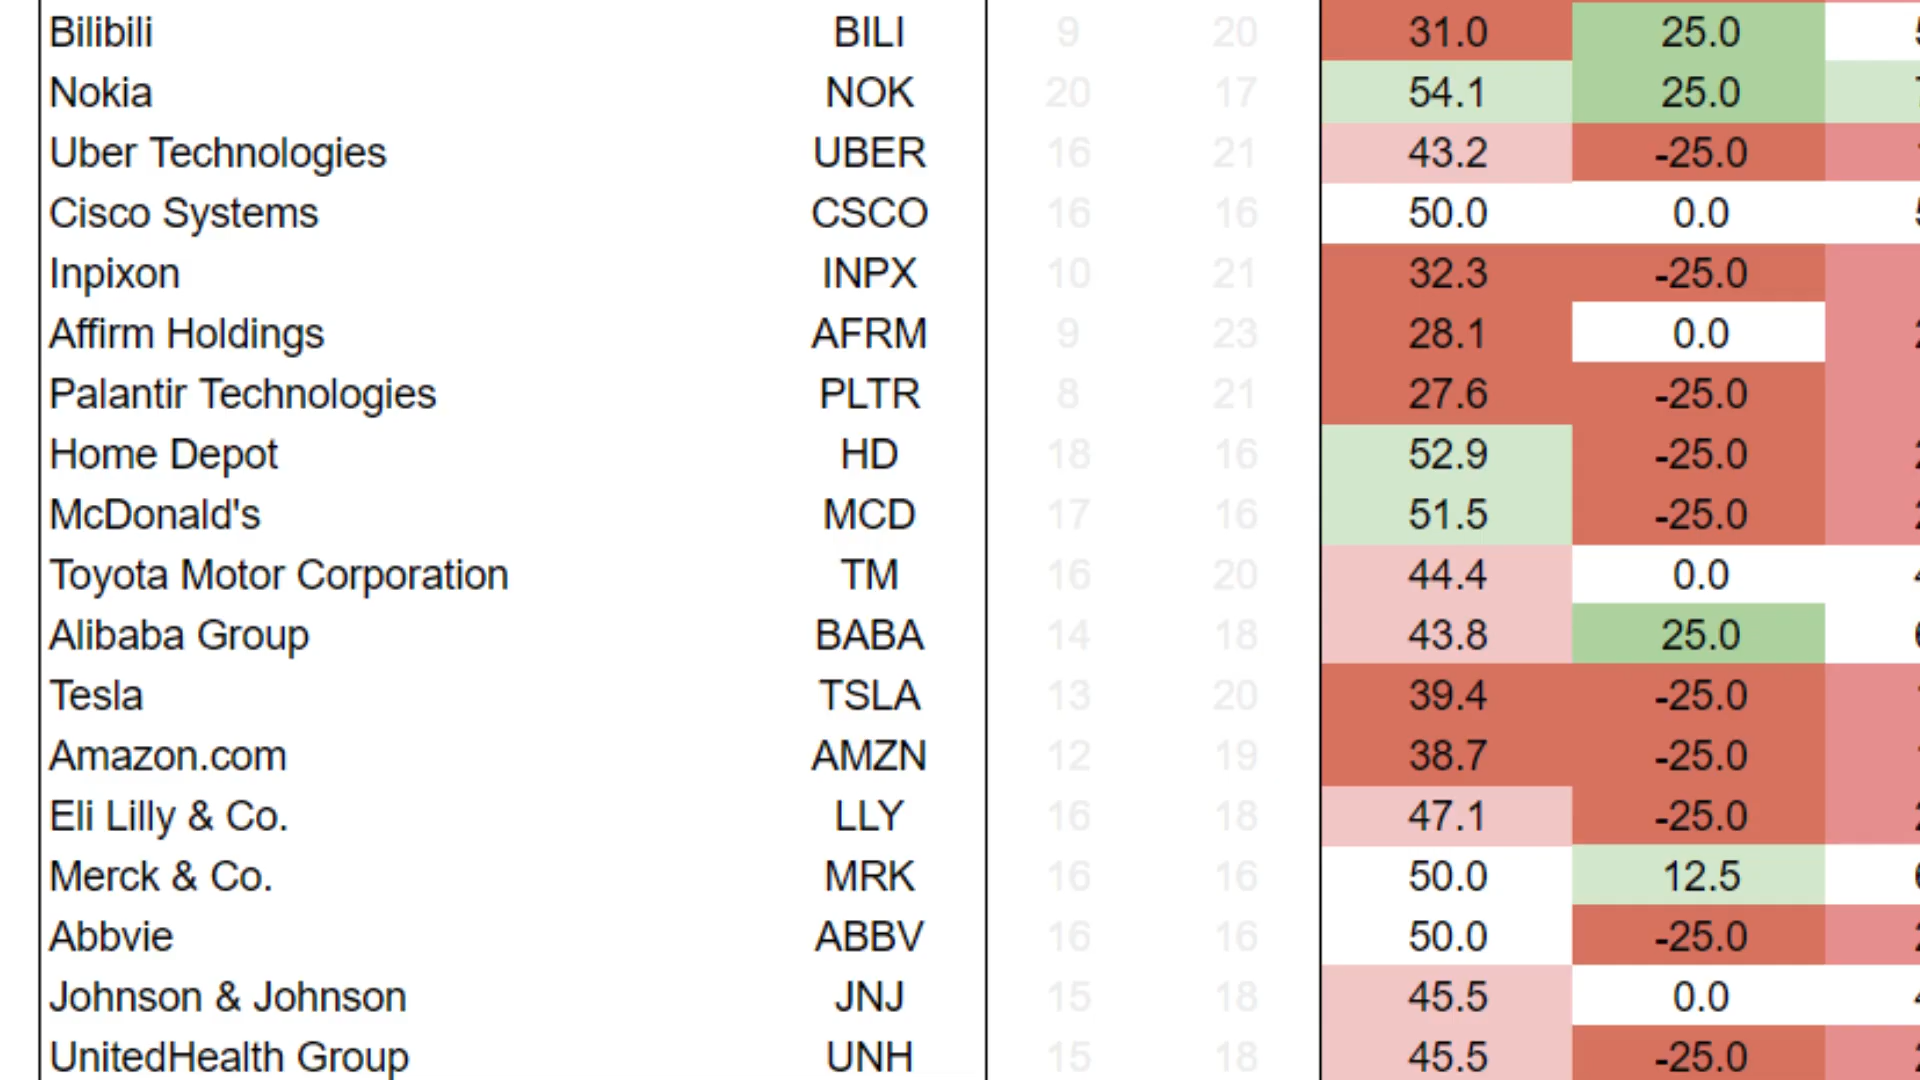 Bilibili BILI 9 20 31.0 25.0
Nokia NOK 20 17 54.1 25.0
Uber Technologies UBER 16 21 43.2 -25.0
Cisco Systems CSCO 16 16 50.0 0.0
Inpixon INPX 10 21 32.3 -25.0
Affirm Holdings AFRM 9 23 28.1 0.0
Palantir Technologies PLTR 8 21 27.6 -25.0
Home Depot HD 18 16 52.9 -25.0
McDonald's MCD 17 16 51.5 -25.0
Toyota Motor Corporation TM 16 20 44.4 0.0
Alibaba Group BABA 14 18 43.8 25.0
Tesla TSLA 13 20 39.4 -25.0
Amazon.com AMZN 12 19 38.7 -25.0
Eli Lilly & Co. LLY 16 18 47.1 -25.0
Merck & Co. MRK 16 16 50.0 12.5
Abbvie ABBV 16 16 50.0 -25.0
Johnson & Johnson JNJ 15 18 45.5 0.0
UnitedHealth Group UNH 15 18 45.5 -25.0